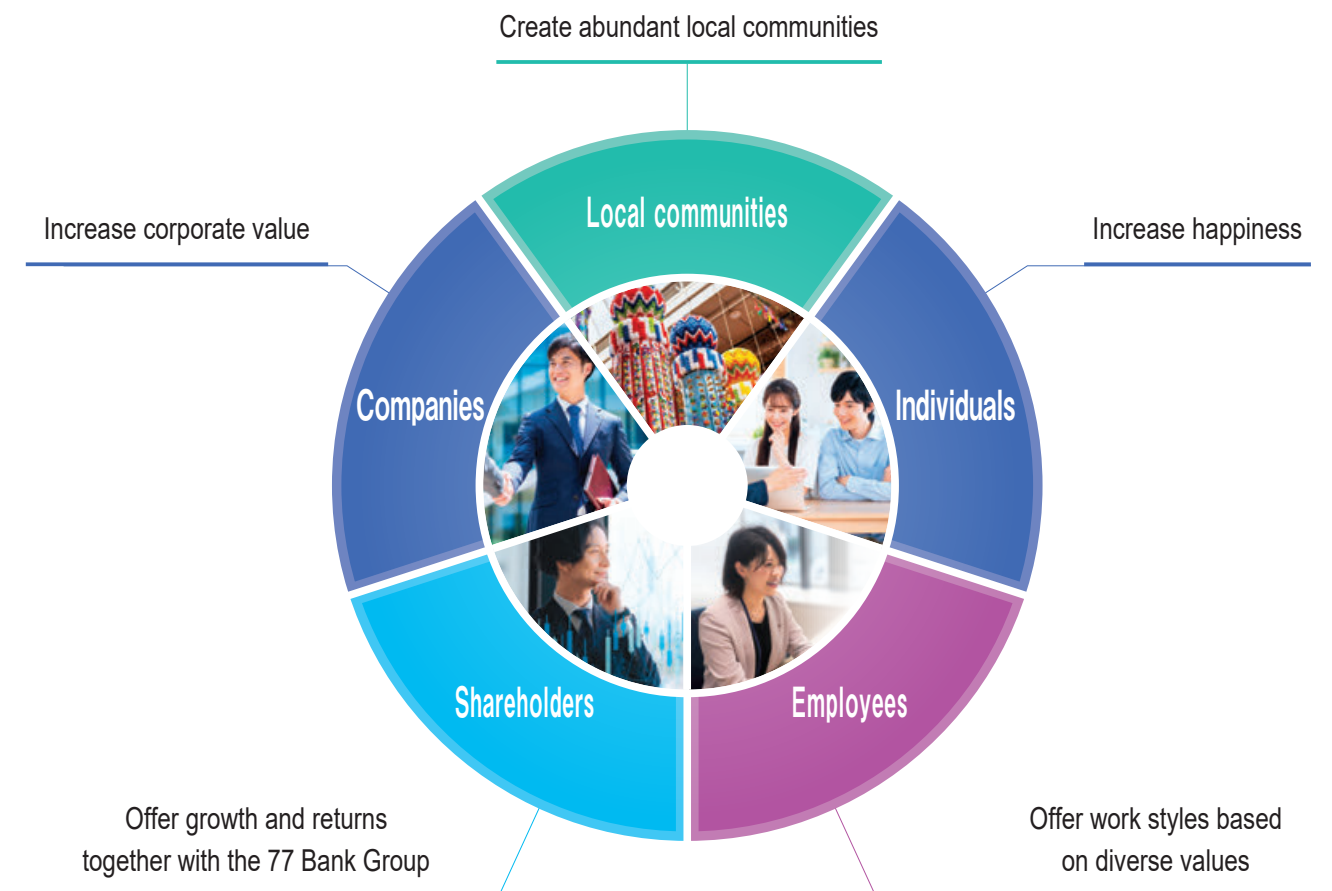 Create abundant local communities
Local communities
Increase corporate value
Increase happiness
Companies
Individuals
Shareholders
Employees
Offer growth and returns
together with the 77 Bank Group
Offer work styles based
on diverse values